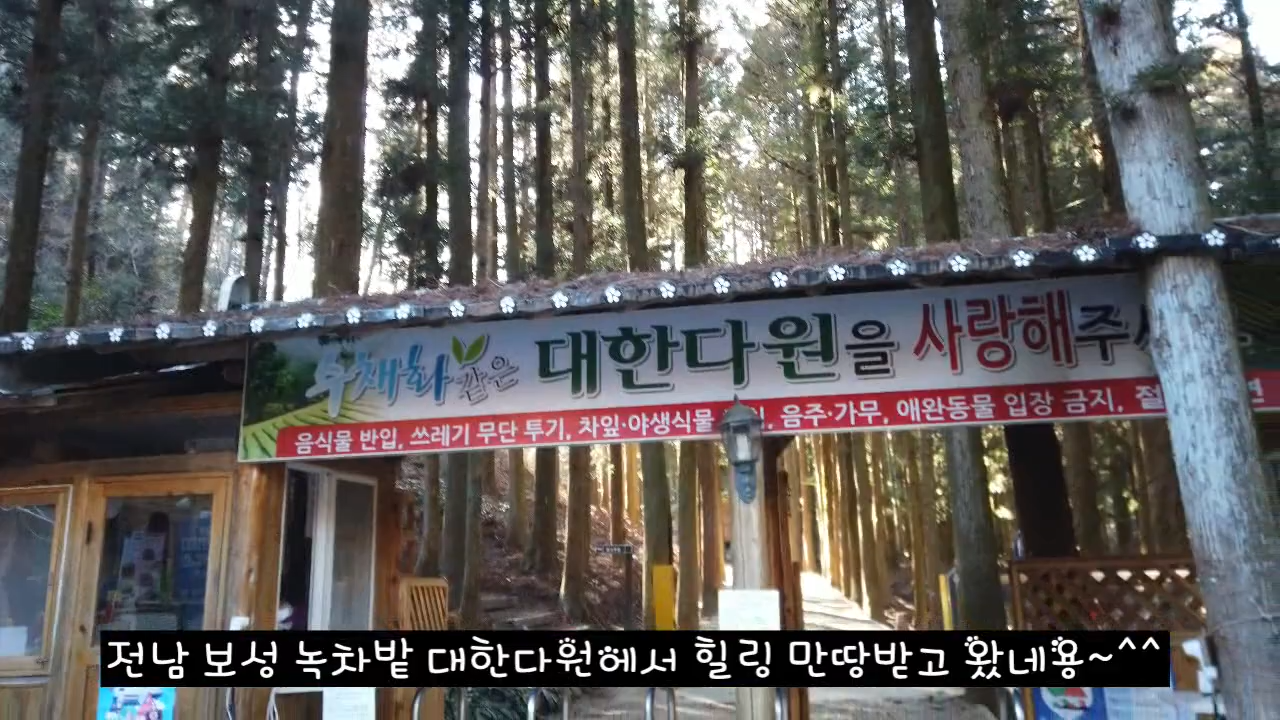 수채화 같은 대한다원을 사랑해주
음식물 반입, 쓰레기 무단 투기, 차잎·야생식물 음주·가무, 애완동물 입장 금지, 절 연
전남 보성 녹차밭 대한다원에서 힐링 만땅받고 왔네용~^^